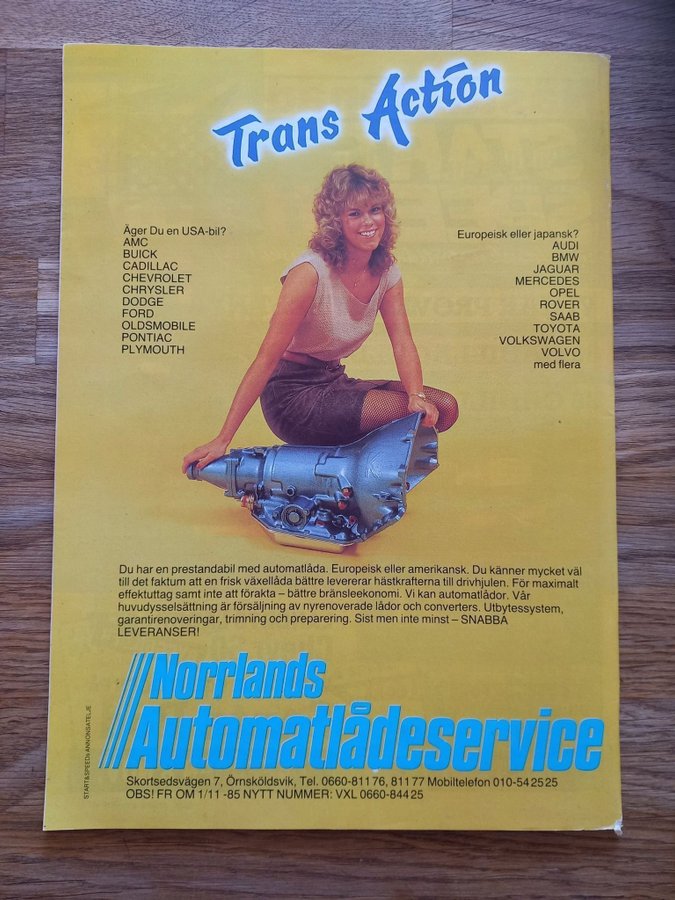 Trans Action
Äger Du en USA-bil?
AMC
BUICK
CADILLAC
CHEVROLET
CHRYSLER
DODGE
FORD
OLDSMOBILE
PONTIAC
PLYMOUTH
Europeisk eller japansk?
AUDI
BMW
JAGUAR
MERCEDES
OPEL
ROVER
SAAB
TOYOTA
VOLKSWAGEN
VOLVO
med flera
Du har en prestandabil med automatlåda. Europeisk eller amerikansk. Du känner mycket väl
till det faktum att en frisk växellåda bättre levererar hästkrafterna till drivhjulen. För maximalt
effektuttag samt inte att förakta – bättre bränsleekonomi. Vi kan automatlådor. Vår
huvudysselsättning är försäljning av nyrenoverade lådor och converters. Utbytessystem,
garantirenoveringar, trimning och preparering. Sist men inte minst – SNABBA
LEVERANSER!
Norrlands
Automatlådeservice
Skortsedsvägen 7, Örnsköldsvik, Tel. 0660-811 76, 811 77 Mobiltelefon 010-54 25 25
OBS! FR OM 1/11 -85 NYTT NUMMER: VXL 0660-844 25
START&SPEEDs ANNONSATELJE